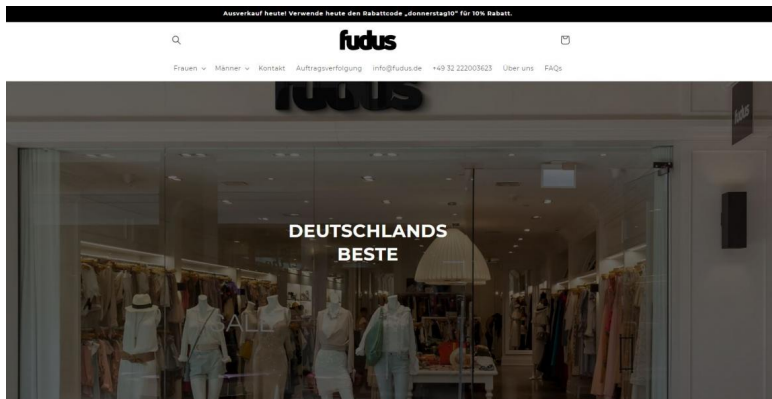 Ausverkauf heute! Verwende heute den Rabattcode „donnerstag10" für 10% Rabatt.
fudus
Frauen Männer Kontakt Auftragsverfolgung info@fudus.de +49 32 222003623 Über uns FAQs
fudus
fudus
DEUTSCHLANDS
BESTE
SALE